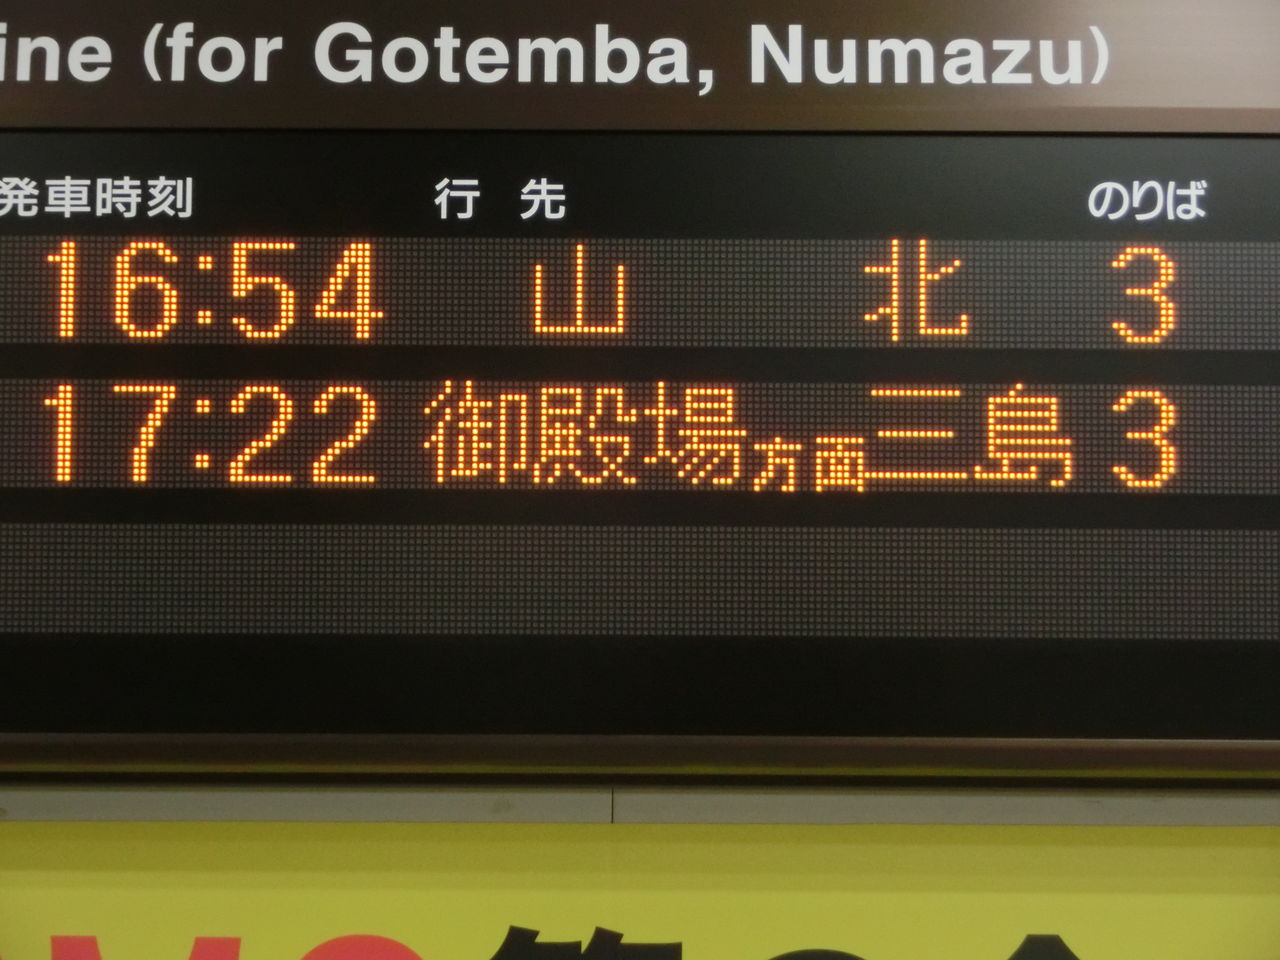 ine (for Gotemba, Numazu)
発車時刻 行先 のりば
16:54 山北 3
17:22 御殿場方面三島 3